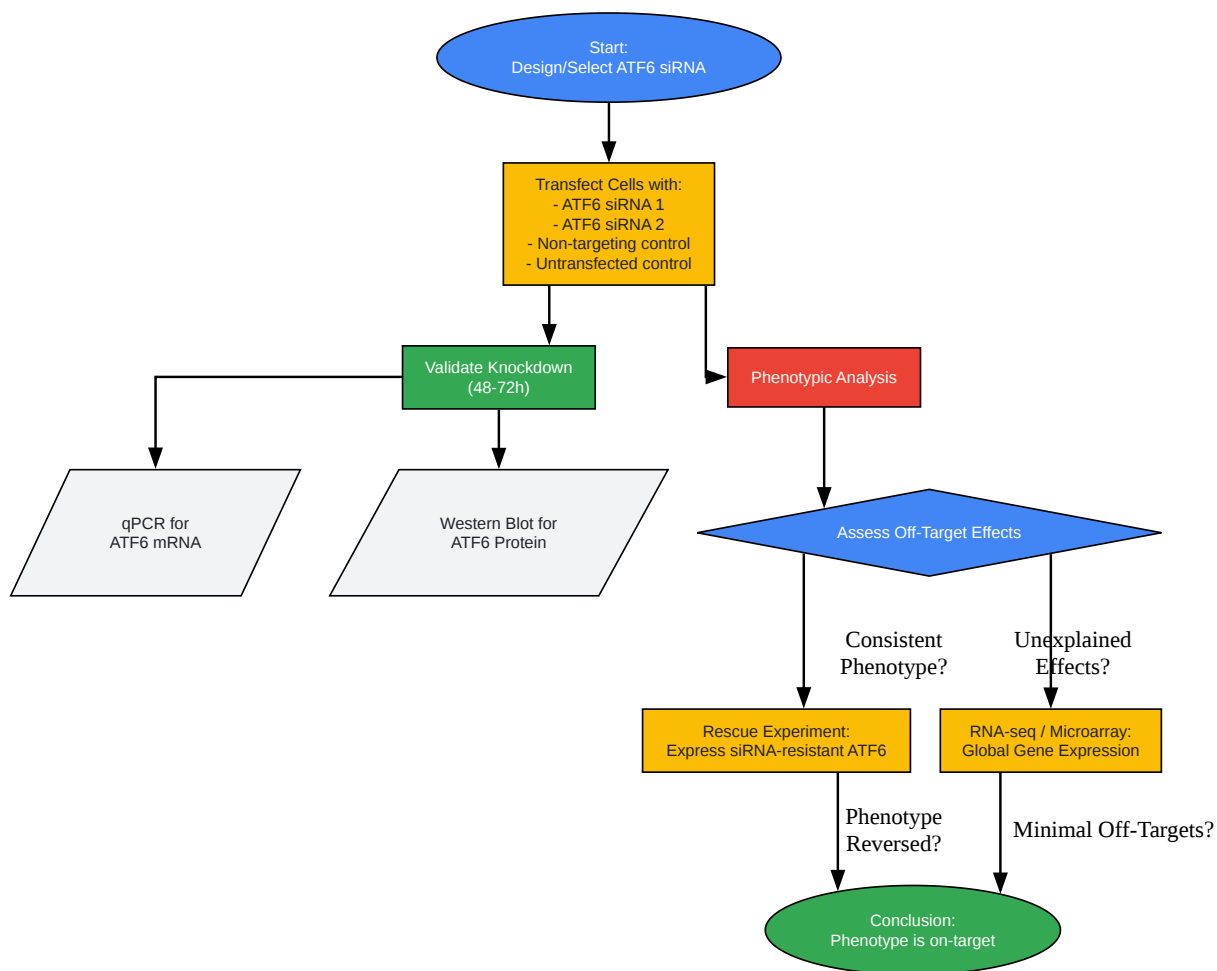 Start:
Design/Select ATF6 siRNA
Transfect Cells with:
- ATF6 siRNA 1
- ATF6 siRNA 2
- Non-targeting control
- Untransfected control
Validate Knockdown
(48-72h)
Phenotypic Analysis
qPCR for
ATF6 mRNA
Western Blot for
ATF6 Protein
Assess Off-Target Effects
Consistent
Phenotype?
Unexplained
Effects?
Rescue Experiment:
Express siRNA-resistant ATF6
RNA-seq / Microarray:
Global Gene Expression
Phenotype
Reversed?
Minimal Off-Targets?
Conclusion:
Phenotype is on-target